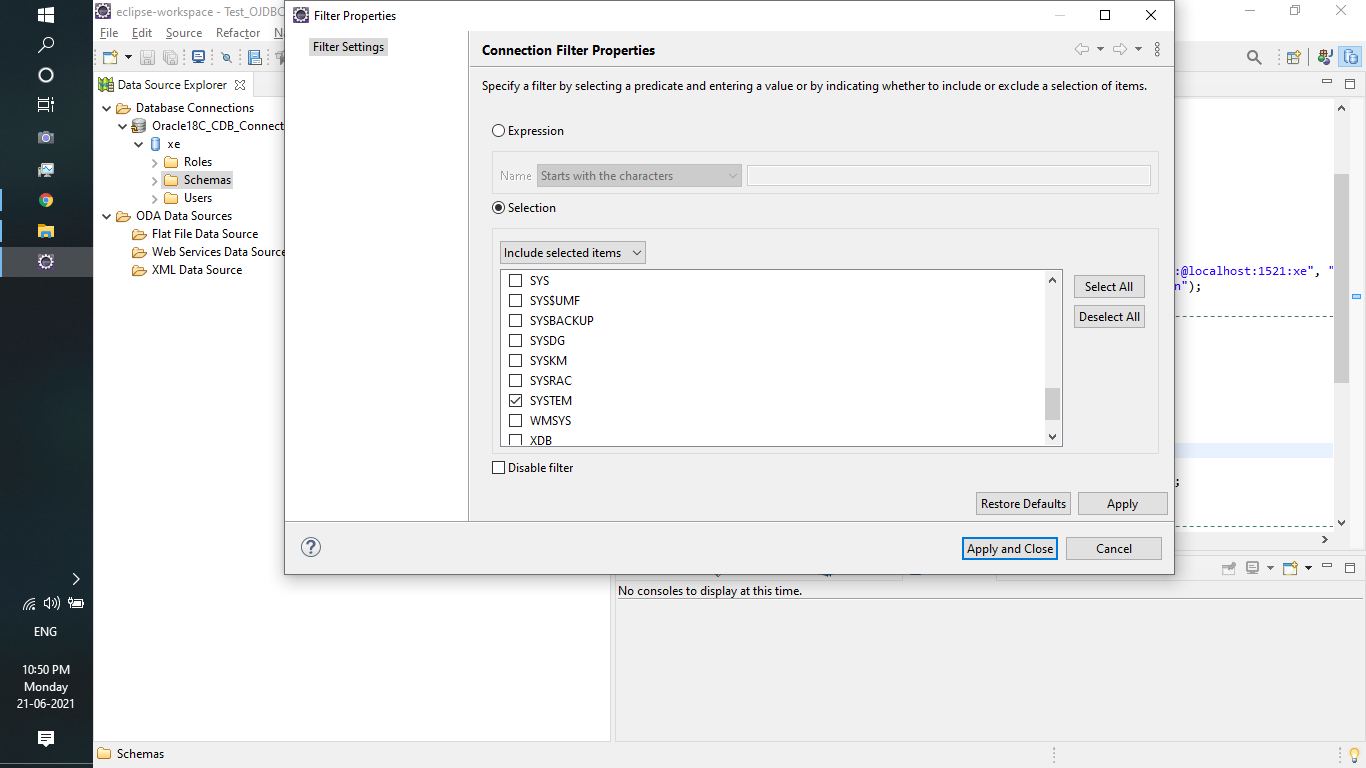 eclipse-workspace - Test_OJDBC
Filter Properties
File Edit Source Refactor
Filter Settings
Connection Filter Properties
Data Source Explorer
Specify a filter by selecting a predicate and entering a value or by indicating whether to include or exclude a selection of items.
Database Connections
Oracle18C_CDB_Connect
xe
Roles
Schemas
Users
ODA Data Sources
Flat File Data Source
Web Services Data Source
XML Data Source
Expression
Name Starts with the characters
Selection
Include selected items
SYS
SYS$UMF
SYSBACKUP
SYSDG
SYSKM
SYSRAC
SYSTEM
WMSYS
XDB
Select All
Deselect All
Disable filter
Restore Defaults Apply
Apply and Close Cancel
:@localhost:1521:xe", "
n");
;
No consoles to display at this time.
ENG
10:50 PM
Monday
21-06-2021
Schemas